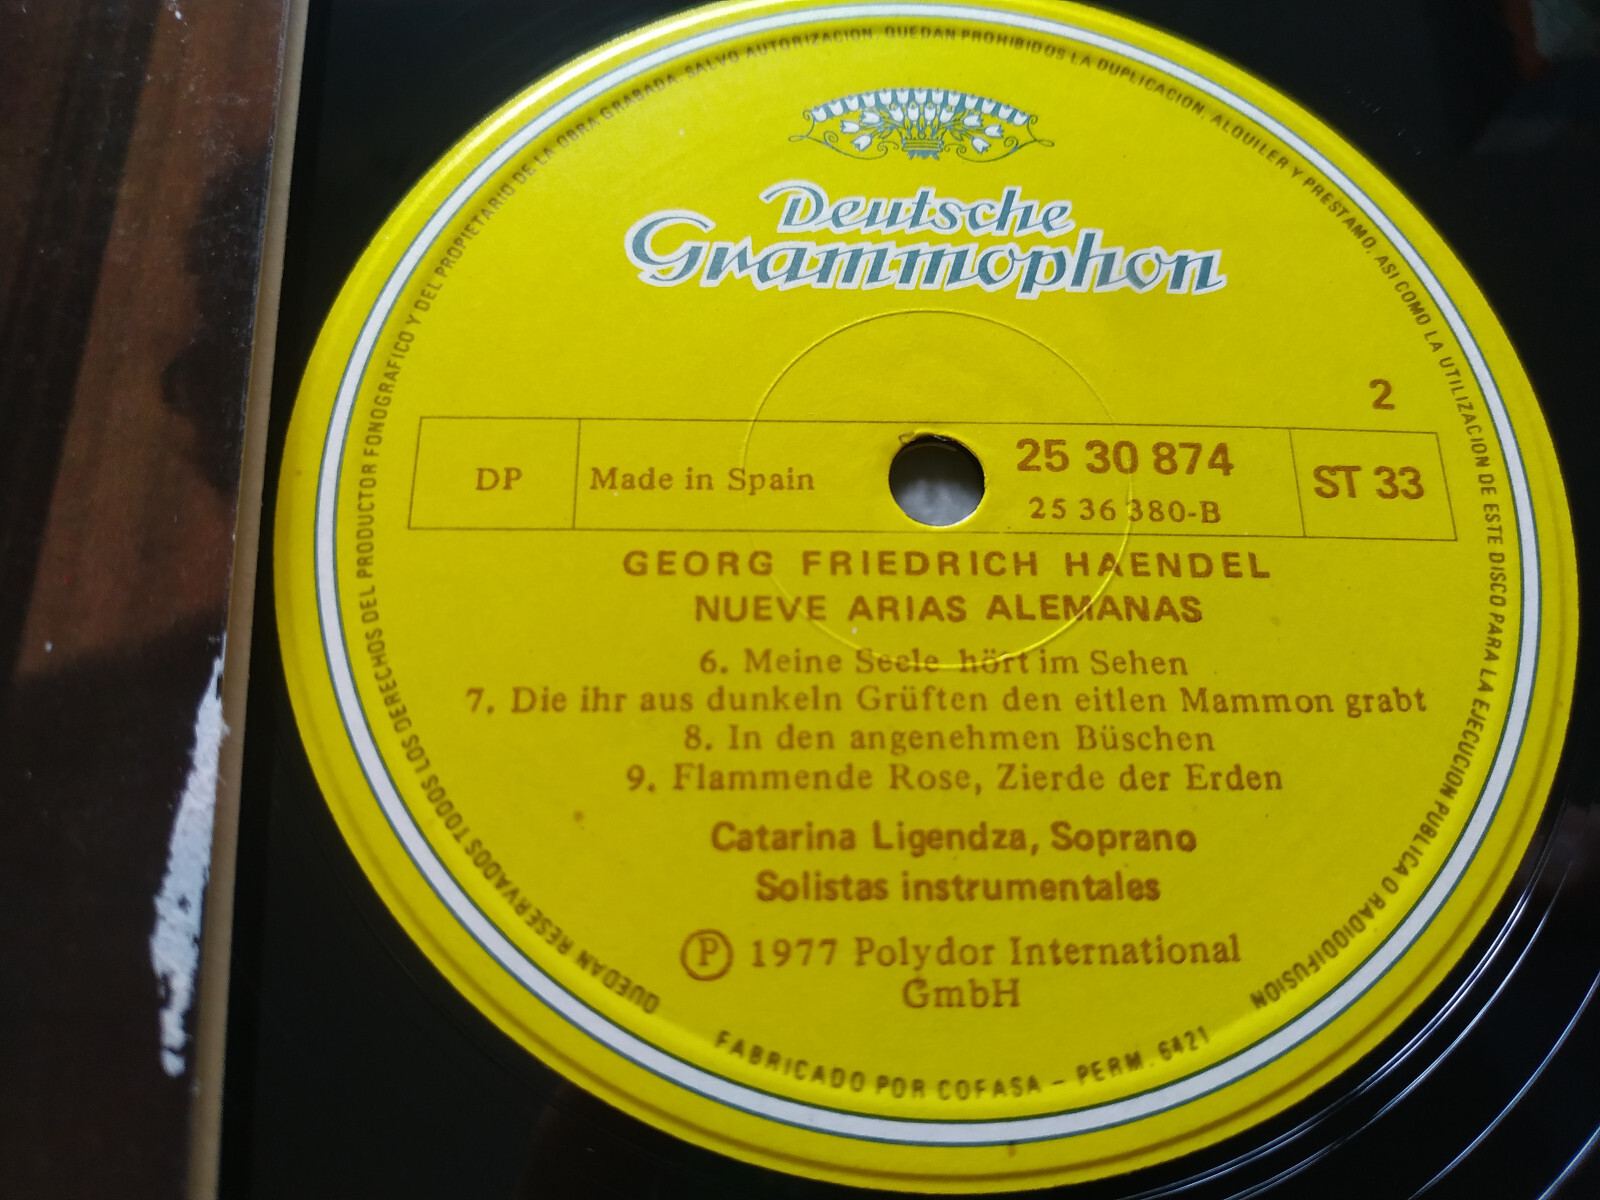 QUEDAN RESERVADOS TODOS LOS DERECHOS DEL PRODUCTOR FONOGRAFICO Y DEL PROPIETARIO DE LA OBRA GRABADA. SALVO AUTORIZACION, QUEDAN PROHIBIDOS LA DUPLICACION, ALQUILER Y PRESTAMO, ASI COMO LA UTILIZACION DE ESTE DISCO PARA LA EJECUCION PUBLICA O RADIODIFUSION
Deutsche
Grammophon
2
DP Made in Spain 25 30 874 ST 33
25 36 380-B
GEORG FRIEDRICH HAENDEL
NUEVE ARIAS ALEMANAS
6. Meine Seele hört im Sehen
7. Die ihr aus dunkeln Grüften den eitlen Mammon grabt
8. In den angenehmen Büschen
9. Flammende Rose, Zierde der Erden
Catarina Ligendza, Soprano
Solistas instrumentales
Ⓟ 1977 Polydor International
GmbH
FABRICADO POR COFASA - PERM. 6421